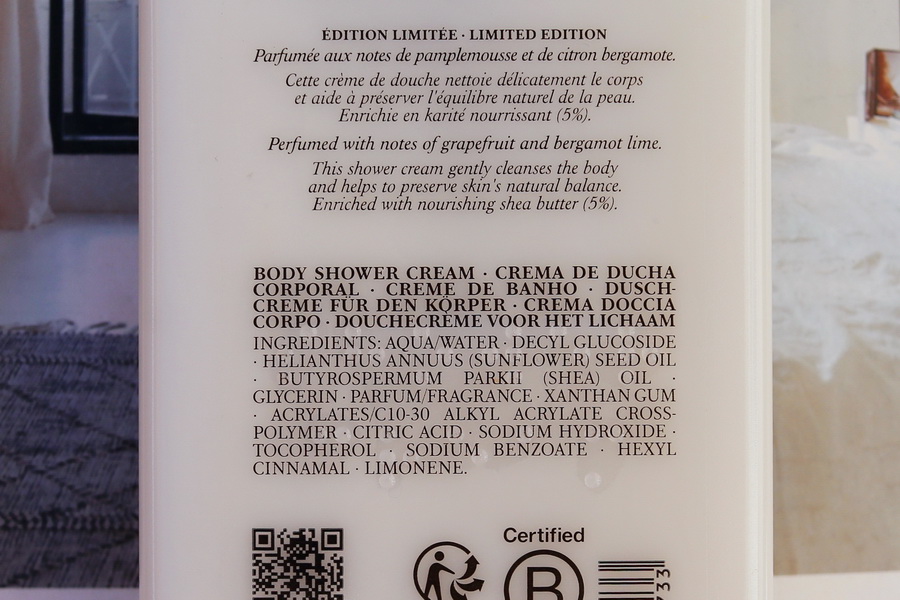 ÉDITION LIMITÉE · LIMITED EDITION
Parfumée aux notes de pamplemousse et de citron bergamote.
Cette crème de douche nettoie délicatement le corps
et aide à préserver l'équilibre naturel de la peau.
Enrichie en karité nourrissant (5%).
Perfumed with notes of grapefruit and bergamot lime.
This shower cream gently cleanses the body
and helps to preserve skin's natural balance.
Enriched with nourishing shea butter (5%).
BODY SHOWER CREAM · CREMA DE DUCHA
CORPORAL · CREME DE BANHO · DUSCH-
CREME FÜR DEN KÖRPER · CREMA DOCCIA
CORPO · DOUCHECRÈME VOOR HET LICHAAM
INGREDIENTS: AQUA/WATER · DECYL GLUCOSIDE
· HELIANTHUS ANNUUS (SUNFLOWER) SEED OIL
· BUTYROSPERMUM PARKII (SHEA) OIL ·
GLYCERIN · PARFUM/FRAGRANCE · XANTHAN GUM
· ACRYLATES/C10-30 ALKYL ACRYLATE CROSS-
POLYMER · CITRIC ACID · SODIUM HYDROXIDE ·
TOCOPHEROL · SODIUM BENZOATE · HEXYL
CINNAMAL · LIMONENE.
Certified
B